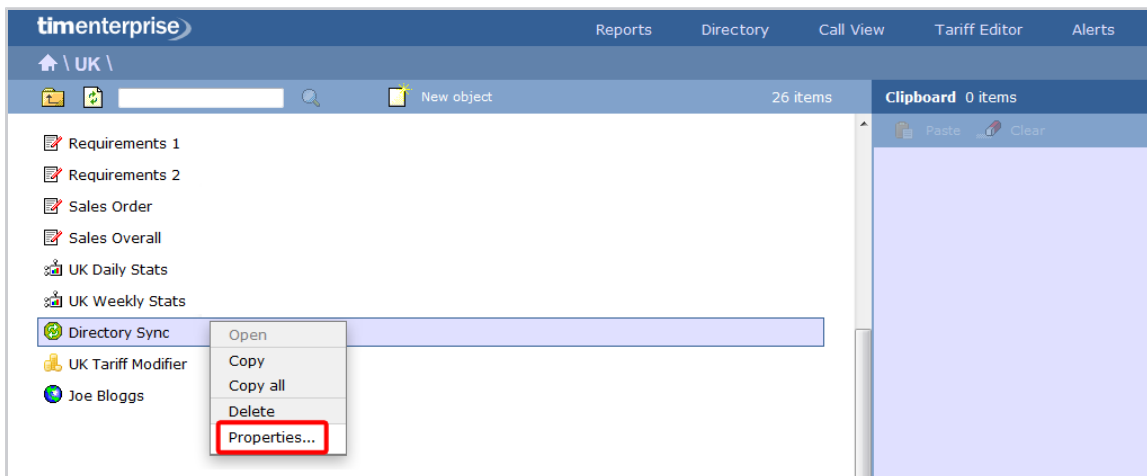 timenterprise
Reports Directory Call View Tariff Editor Alerts
\ UK \
New object 26 items Clipboard 0 items
Paste Clear
Requirements 1
Requirements 2
Sales Order
Sales Overall
UK Daily Stats
UK Weekly Stats
Directory Sync
Open
UK Tariff Modifier
Copy
Copy all
Joe Bloggs
Delete
Properties...